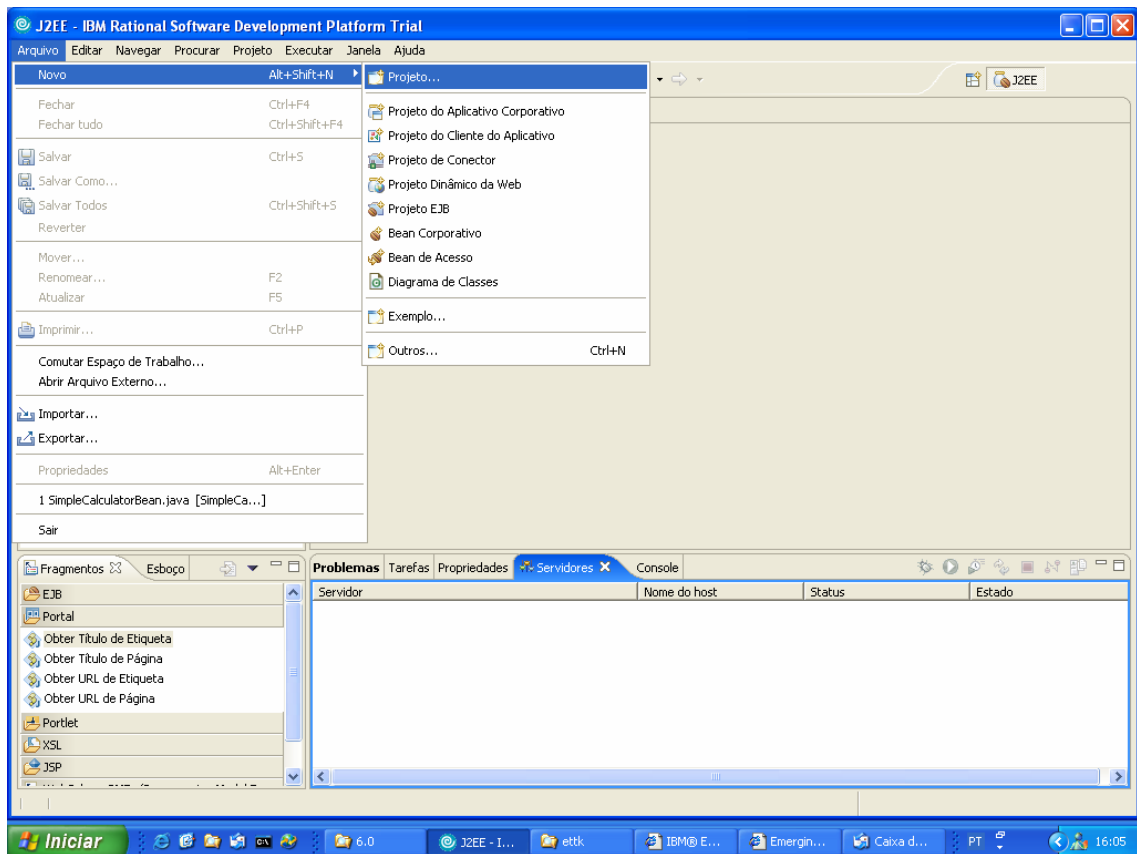 J2EE - IBM Rational Software Development Platform Trial
Arquivo Editar Navegar Procurar Projeto Executar Janela Ajuda
Novo Alt+Shift+N
Fechar Ctrl+F4
Fechar tudo Ctrl+Shift+F4
Salvar Ctrl+S
Salvar Como...
Salvar Todos Ctrl+Shift+S
Reverter
Mover...
Renomear... F2
Atualizar F5
Imprimir... Ctrl+P
Comutar Espaço de Trabalho...
Abrir Arquivo Externo...
Importar...
Exportar...
Propriedades Alt+Enter
1 SimpleCalculatorBean.java [SimpleCa...]
Sair
Projeto...
Projeto do Aplicativo Corporativo
Projeto do Cliente do Aplicativo
Projeto de Conector
Projeto Dinâmico da Web
Projeto EJB
Bean Corporativo
Bean de Acesso
Diagrama de Classes
Exemplo...
Outros... Ctrl+N
J2EE
Fragmentos Esboço
EJB
Portal
Obter Título de Etiqueta
Obter Título de Página
Obter URL de Etiqueta
Obter URL de Página
Portlet
XSL
JSP
Problemas Tarefas Propriedades Servidores Console
Servidor Nome do host Status Estado
Iniciar 6.0 J2EE - I... ettk IBM® E... Emergin... Caixa d... PT 16:05